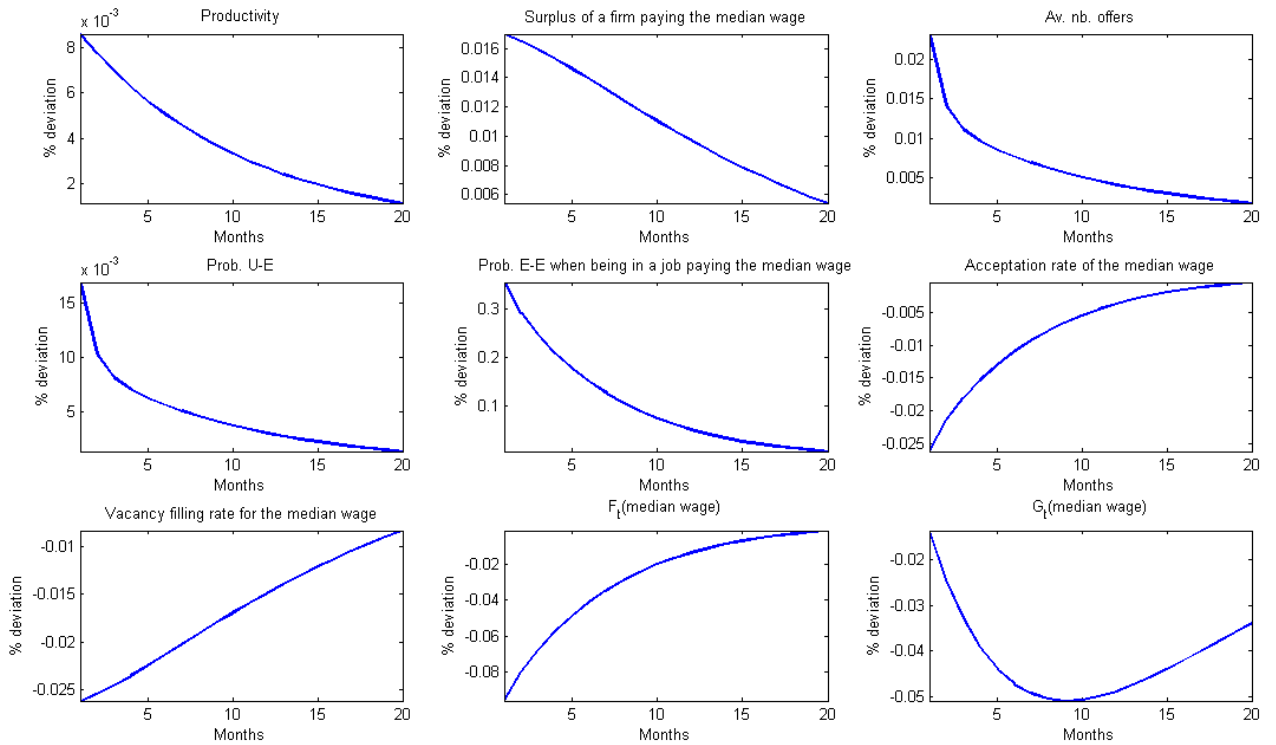 Productivity
x 10-3
8
6
4
2
% deviation
5 10 15 20
Months
Surplus of a firm paying the median wage
0.016
0.014
0.012
0.01
0.008
0.006
% deviation
5 10 15 20
Months
Av. nb. offers
0.02
0.015
0.01
0.005
% deviation
5 10 15 20
Months
Prob. U-E
x 10-3
15
10
5
% deviation
5 10 15 20
Months
Prob. E-E when being in a job paying the median wage
0.3
0.2
0.1
% deviation
5 10 15 20
Months
Acceptation rate of the median wage
-0.005
-0.01
-0.015
-0.02
-0.025
% deviation
5 10 15 20
Months
Vacancy filling rate for the median wage
-0.01
-0.015
-0.02
-0.025
% deviation
5 10 15 20
Months
Ft(median wage)
-0.02
-0.04
-0.06
-0.08
% deviation
5 10 15 20
Months
Gt(median wage)
-0.02
-0.03
-0.04
-0.05
% deviation
5 10 15 20
Months